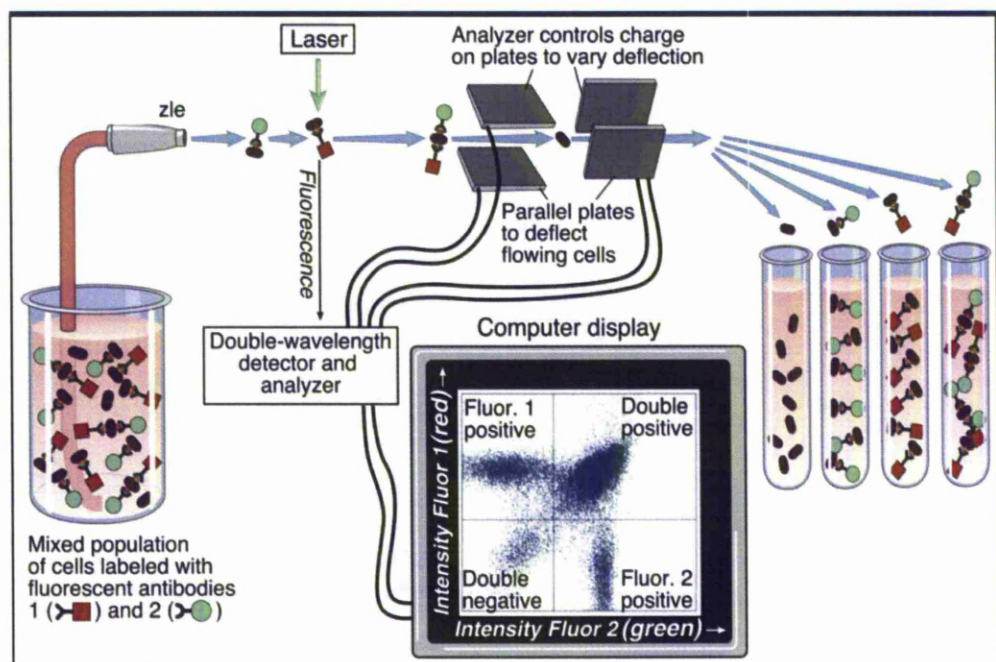 Laser
Analyzer controls charge
on plates to vary deflection
zle
Fluorescence
Parallel plates
to deflect
flowing cells
Double-wavelength
detector and
analyzer
Computer display
Intensity Fluor 1 (red) →
Fluor. 1
positive
Double
positive
Double
negative
Fluor. 2
positive
Intensity Fluor 2 (green) →
Mixed population
of cells labeled with
fluorescent antibodies
1 ( ) and 2 ( )